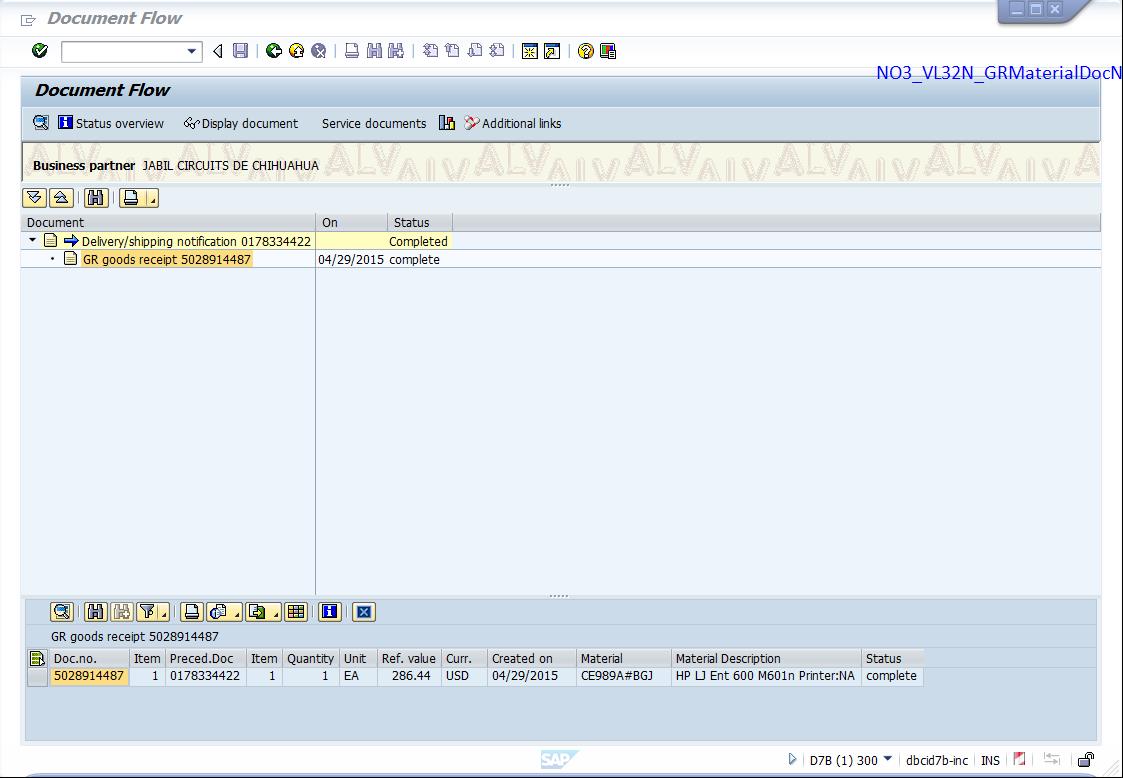 Document Flow
NO3_VL32N_GRMaterialDocN
Document Flow
Status overview Display document Service documents Additional links
Business partner JABIL CIRCUITS DE CHIHUAHUA
Document On Status
Delivery/shipping notification 0178334422 Completed
GR goods receipt 5028914487 04/29/2015 complete
GR goods receipt 5028914487
Doc.no. Item Preced.Doc Item Quantity Unit Ref. value Curr. Created on Material Material Description Status
5028914487 1 0178334422 1 1 EA 286.44 USD 04/29/2015 CE989A#BGJ HP LJ Ent 600 M601n Printer:NA complete
SAP D7B (1) 300 dbcid7b-inc INS